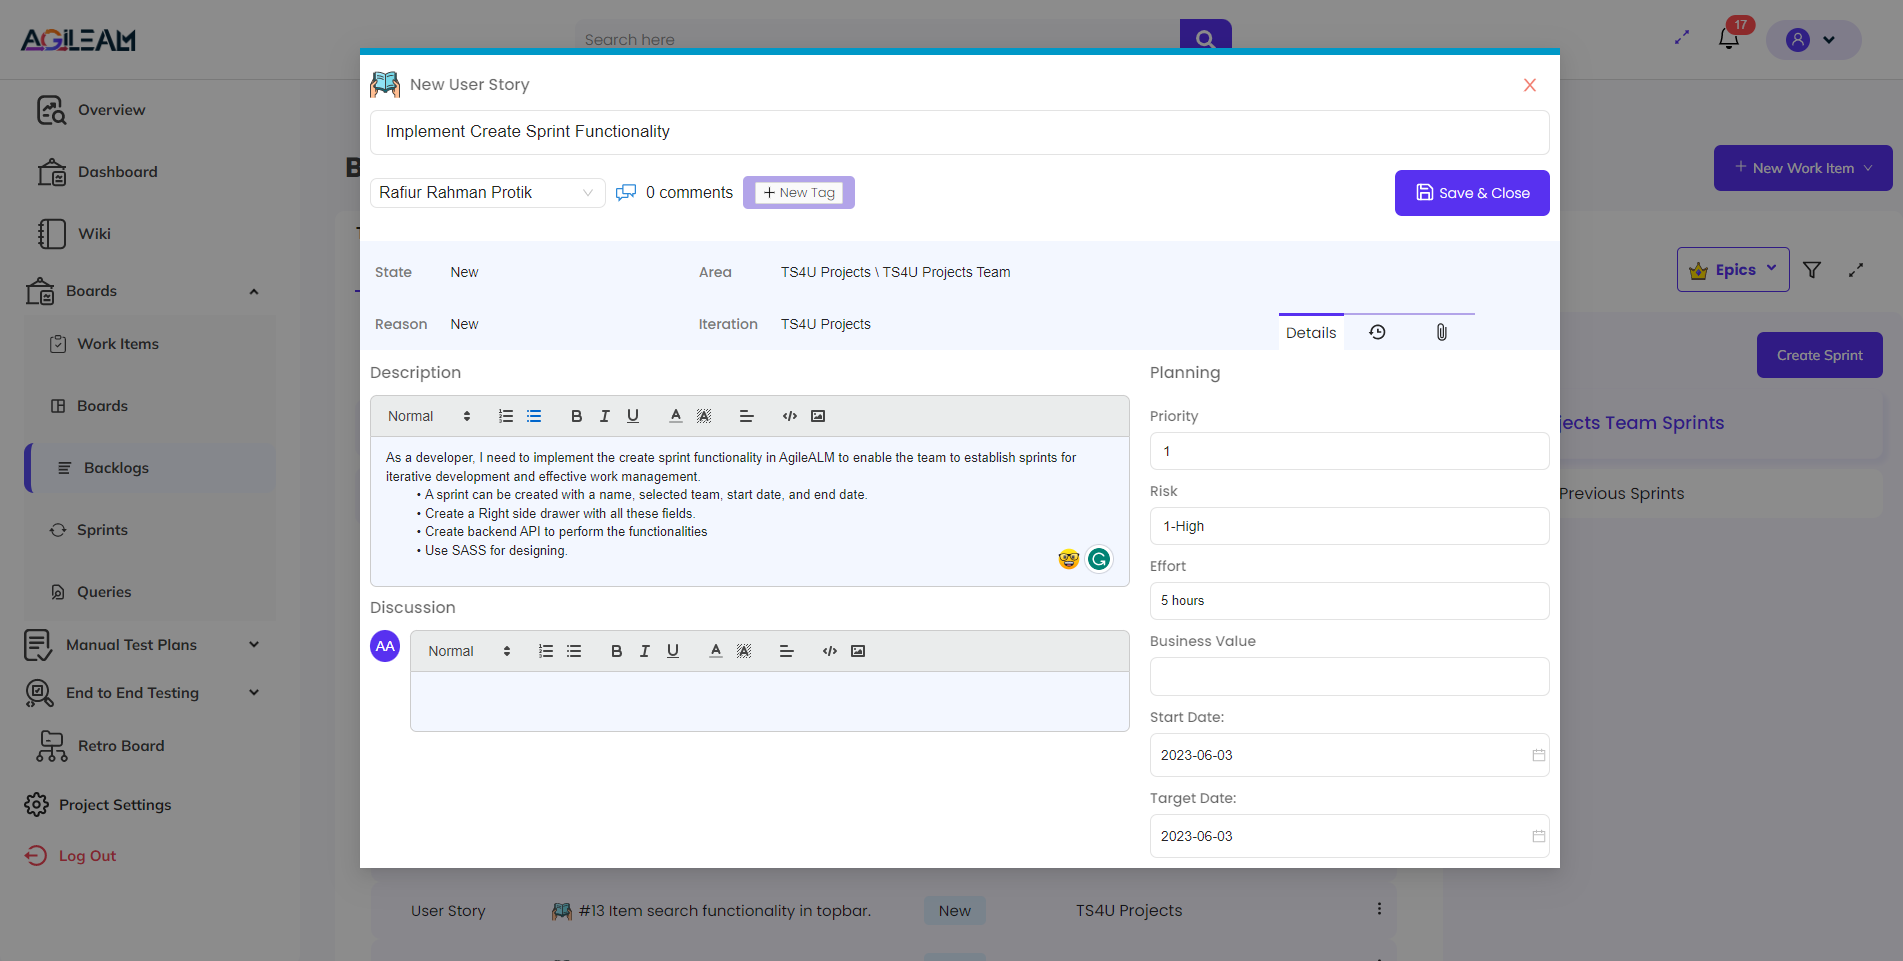 AGILEAM
Search here
17
Overview
Dashboard
Wiki
Boards
Work Items
Boards
Backlogs
Sprints
Queries
Manual Test Plans
End to End Testing
Retro Board
Project Settings
Log Out
B
New User Story
Implement Create Sprint Functionality
Rafiur Rahman Protik
0 comments
+ New Tag
Save & Close
State New
Area TS4U Projects \ TS4U Projects Team
Reason New
Iteration TS4U Projects
Details
Description
Normal
As a developer, I need to implement the create sprint functionality in AgileALM to enable the team to establish sprints for
iterative development and effective work management.
• A sprint can be created with a name, selected team, start date, and end date.
• Create a Right side drawer with all these fields.
• Create backend API to perform the functionalities
• Use SASS for designing.
Discussion
AA
Normal
Planning
Priority
1
Risk
1-High
Effort
5 hours
Business Value
Start Date:
2023-06-03
Target Date:
2023-06-03
+ New Work Item
Epics
Create Sprint
jects Team Sprints
Previous Sprints
User Story #13 Item search functionality in topbar. New TS4U Projects